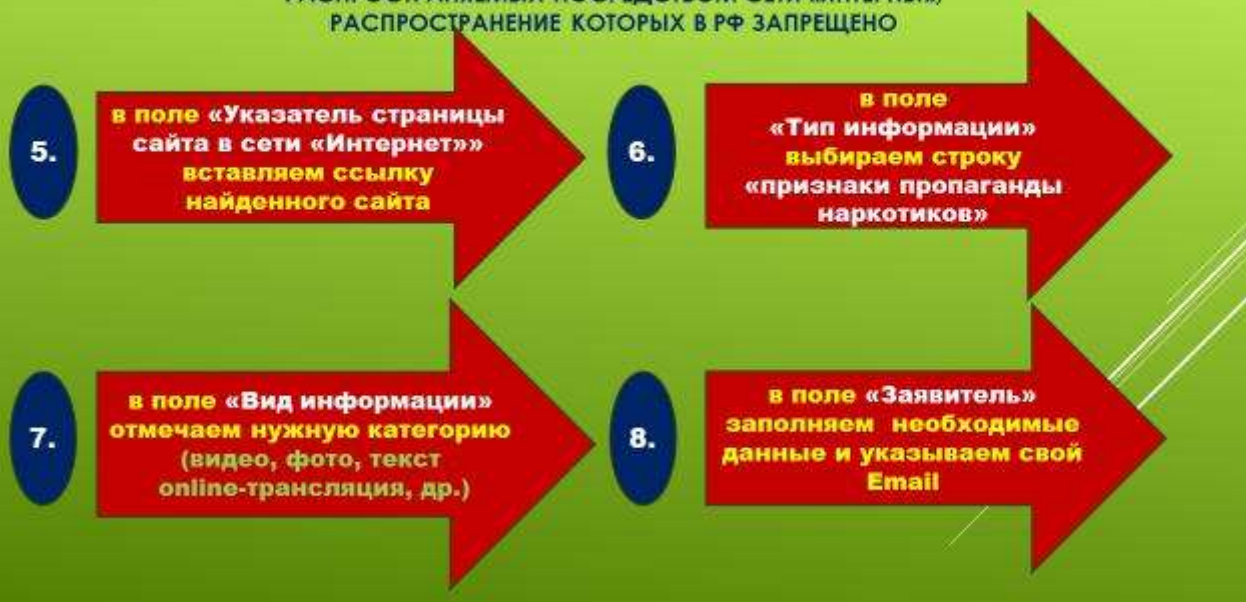 РАСПРОСТРАНЕНИЕ КОТОРЫХ В РФ ЗАПРЕЩЕНО
5.
в поле «Указатель страницы
сайта в сети «Интернет»»
вставляем ссылку
найденного сайта
6.
в поле
«Тип информации»
выбираем строку
«признаки пропаганды
наркотиков»
7.
в поле «Вид информации»
отмечаем нужную категорию
(видео, фото, текст
online-трансляция, др.)
8.
в поле «Заявитель»
заполняем необходимые
данные и указываем свой
Email